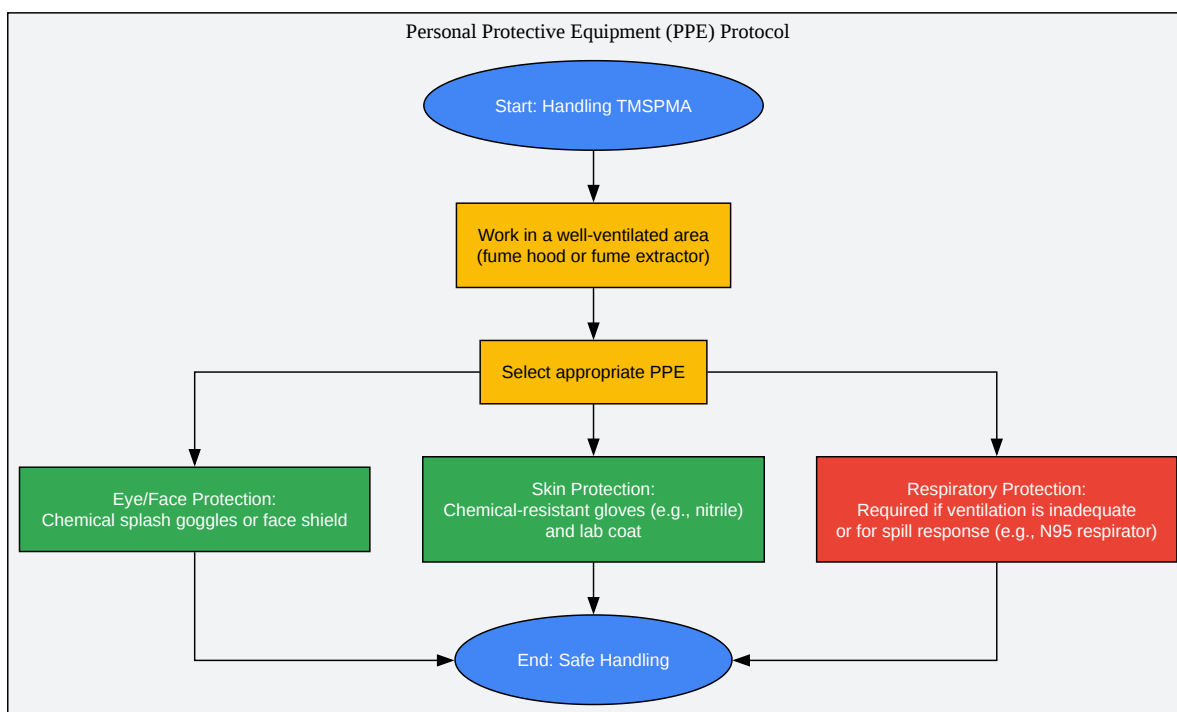 Personal Protective Equipment (PPE) Protocol
Start: Handling TMSPMA
Work in a well-ventilated area
(fume hood or fume extractor)
Select appropriate PPE
Eye/Face Protection:
Chemical splash goggles or face shield
Skin Protection:
Chemical-resistant gloves (e.g., nitrile)
and lab coat
Respiratory Protection:
Required if ventilation is inadequate
or for spill response (e.g., N95 respirator)
End: Safe Handling